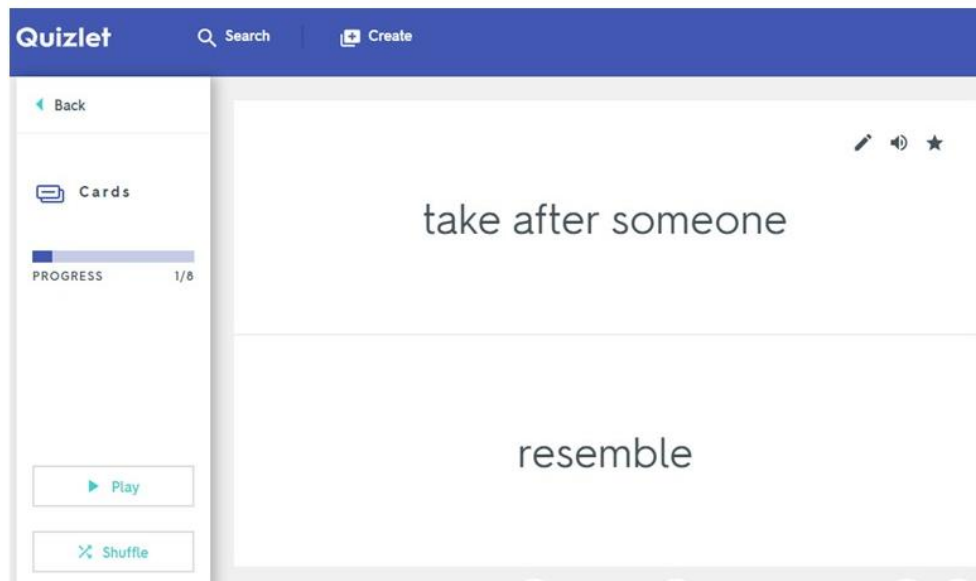 Quizlet
Search
Create
Back
Cards
PROGRESS 1/8
Play
Shuffle
take after someone
resemble